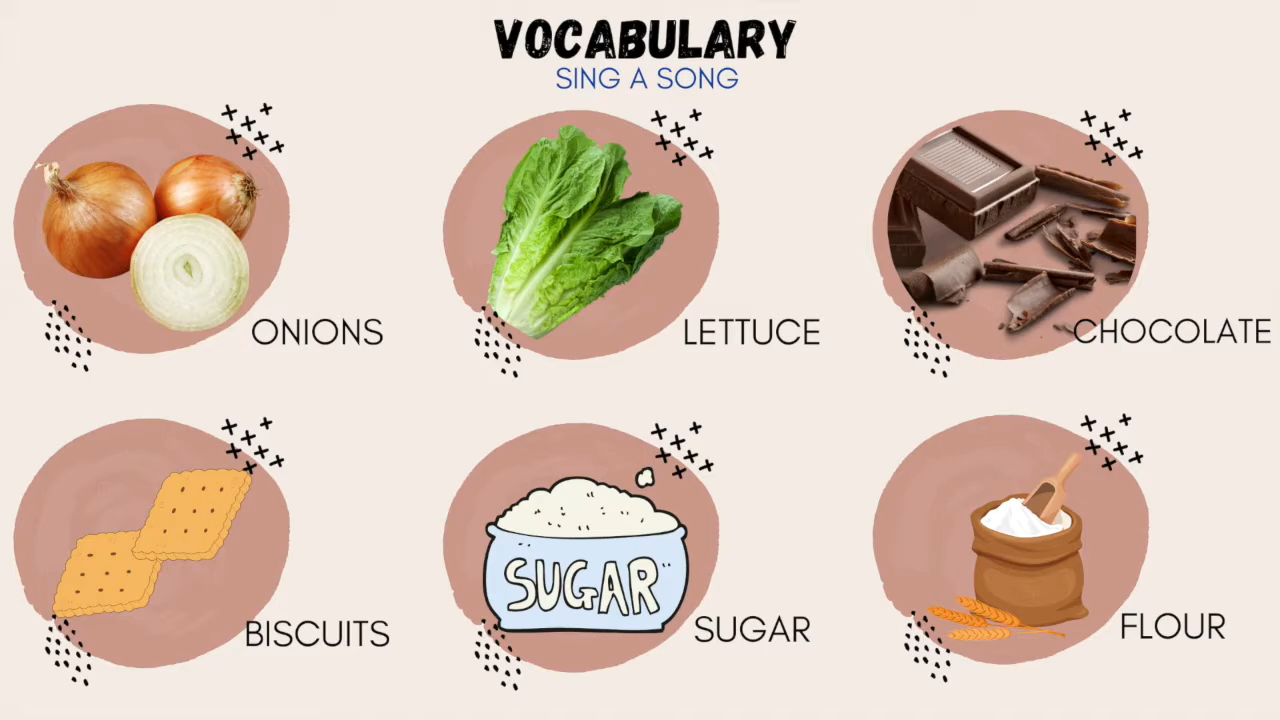 VOCABULARY
SING A SONG
ONIONS
LETTUCE
CHOCOLATE
BISCUITS
SUGAR
SUGAR
FLOUR